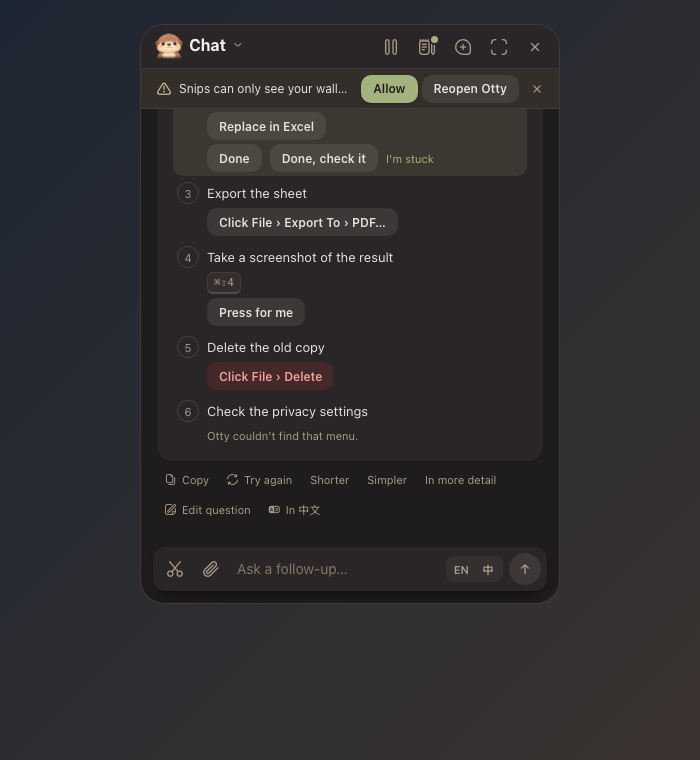 Chat
Snips can only see your wall...
Allow
Reopen Otty
Replace in Excel
Done
Done, check it
I'm stuck
3
Export the sheet
Click File › Export To › PDF...
4
Take a screenshot of the result
⌘⇧4
Press for me
5
Delete the old copy
Click File › Delete
6
Check the privacy settings
Otty couldn't find that menu.
Copy
Try again
Shorter
Simpler
In more detail
Edit question
In 中文
Ask a follow-up...
EN
中